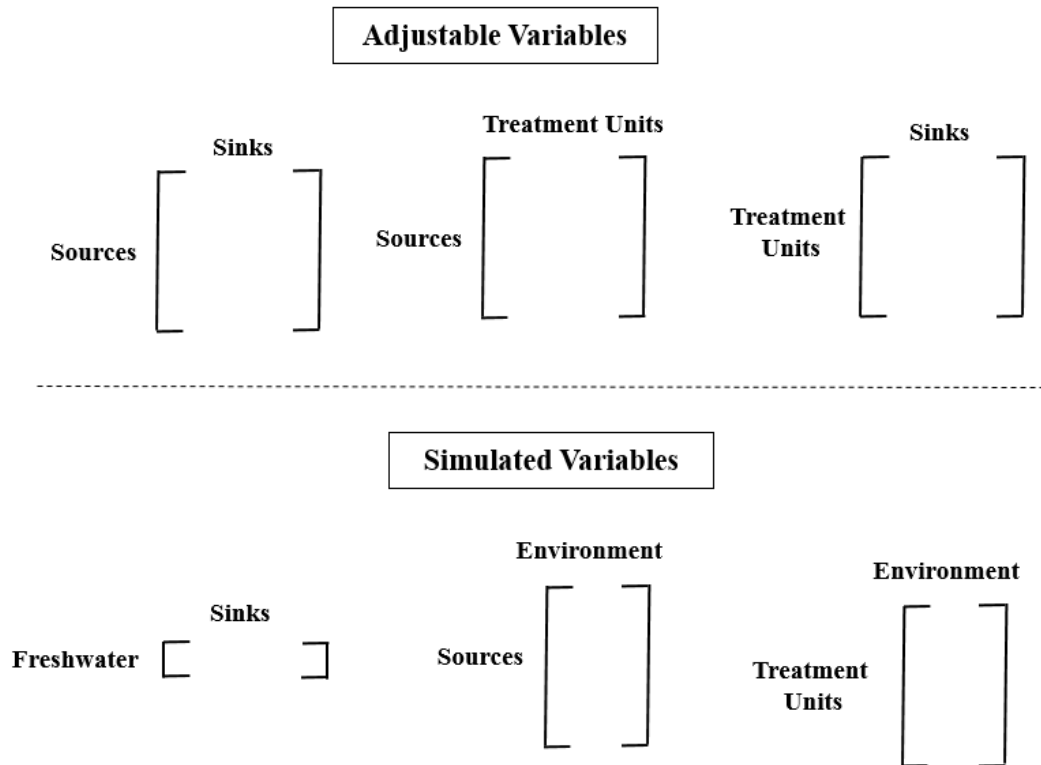 Adjustable Variables
Sinks
Sources
Treatment Units
Sources
Sinks
Treatment
Units
Simulated Variables
Sinks
Freshwater
Environment
Sources
Environment
Treatment
Units